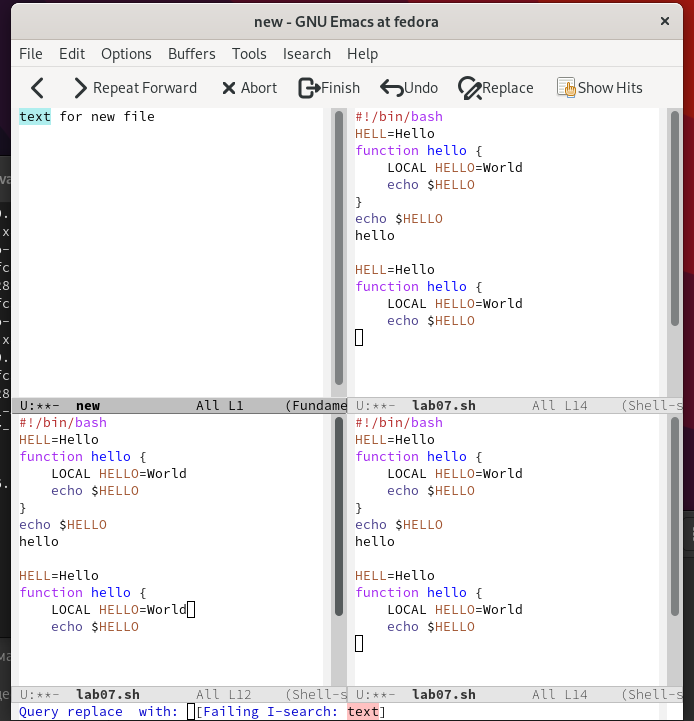 new - GNU Emacs at fedora
File Edit Options Buffers Tools Isearch Help
Repeat Forward Abort Finish Undo Replace Show Hits
text for new file
U:**- new All L1 (Fundame
#!/bin/bash
HELL=Hello
function hello {
    LOCAL HELLO=World
    echo $HELLO
}
echo $HELLO
hello
HELL=Hello
function hello {
    LOCAL HELLO=World
    echo $HELLO
U:**- lab07.sh All L14 (Shell-s
#!/bin/bash
HELL=Hello
function hello {
    LOCAL HELLO=World
    echo $HELLO
}
echo $HELLO
hello
HELL=Hello
function hello {
    LOCAL HELLO=World
    echo $HELLO
U:**- lab07.sh All L12 (Shell-s
#!/bin/bash
HELL=Hello
function hello {
    LOCAL HELLO=World
    echo $HELLO
}
echo $HELLO
hello
HELL=Hello
function hello {
    LOCAL HELLO=World
    echo $HELLO
U:**- lab07.sh All L14 (Shell-s
Query replace  with: [Failing I-search: text]